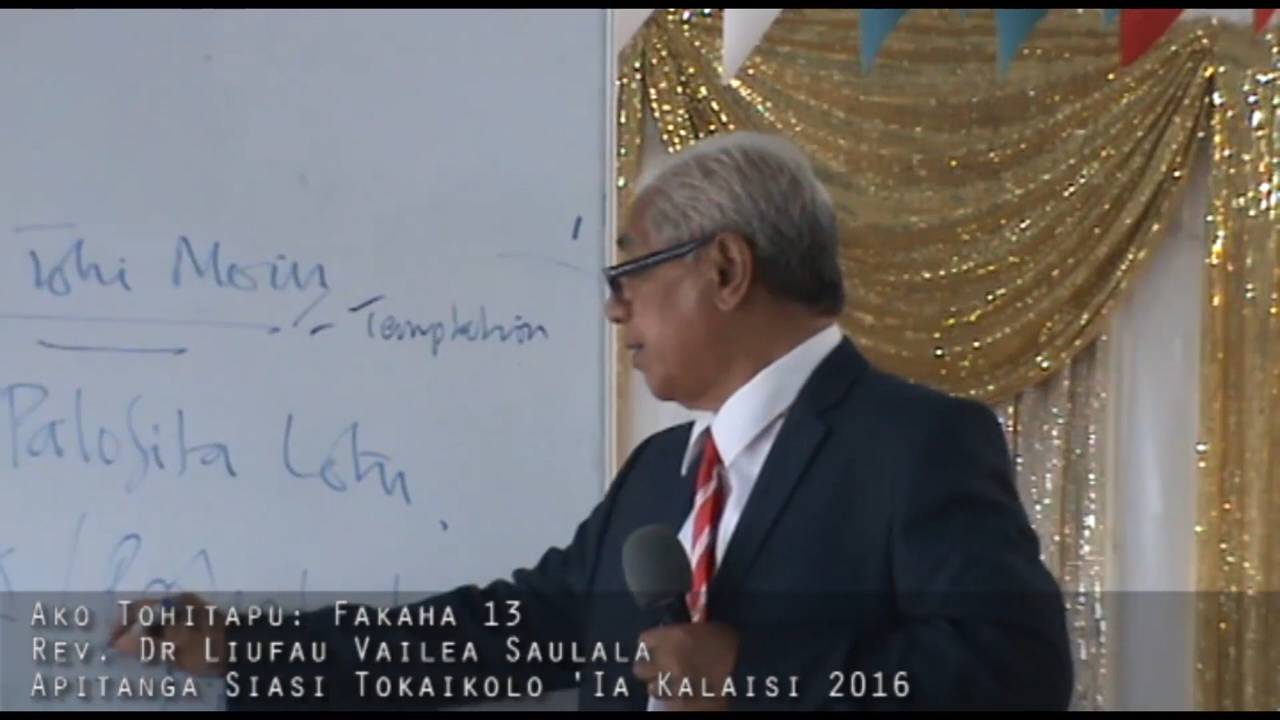 Tohi Mosiu
- Temptation
Palofita Lotu
AKO TOHITAPU: FAKAHA 13
REV. DR LIUFAU VAILEA SAULALA
APITANGA SIASI TOKAIKOLO 'IA KALAISI 2016